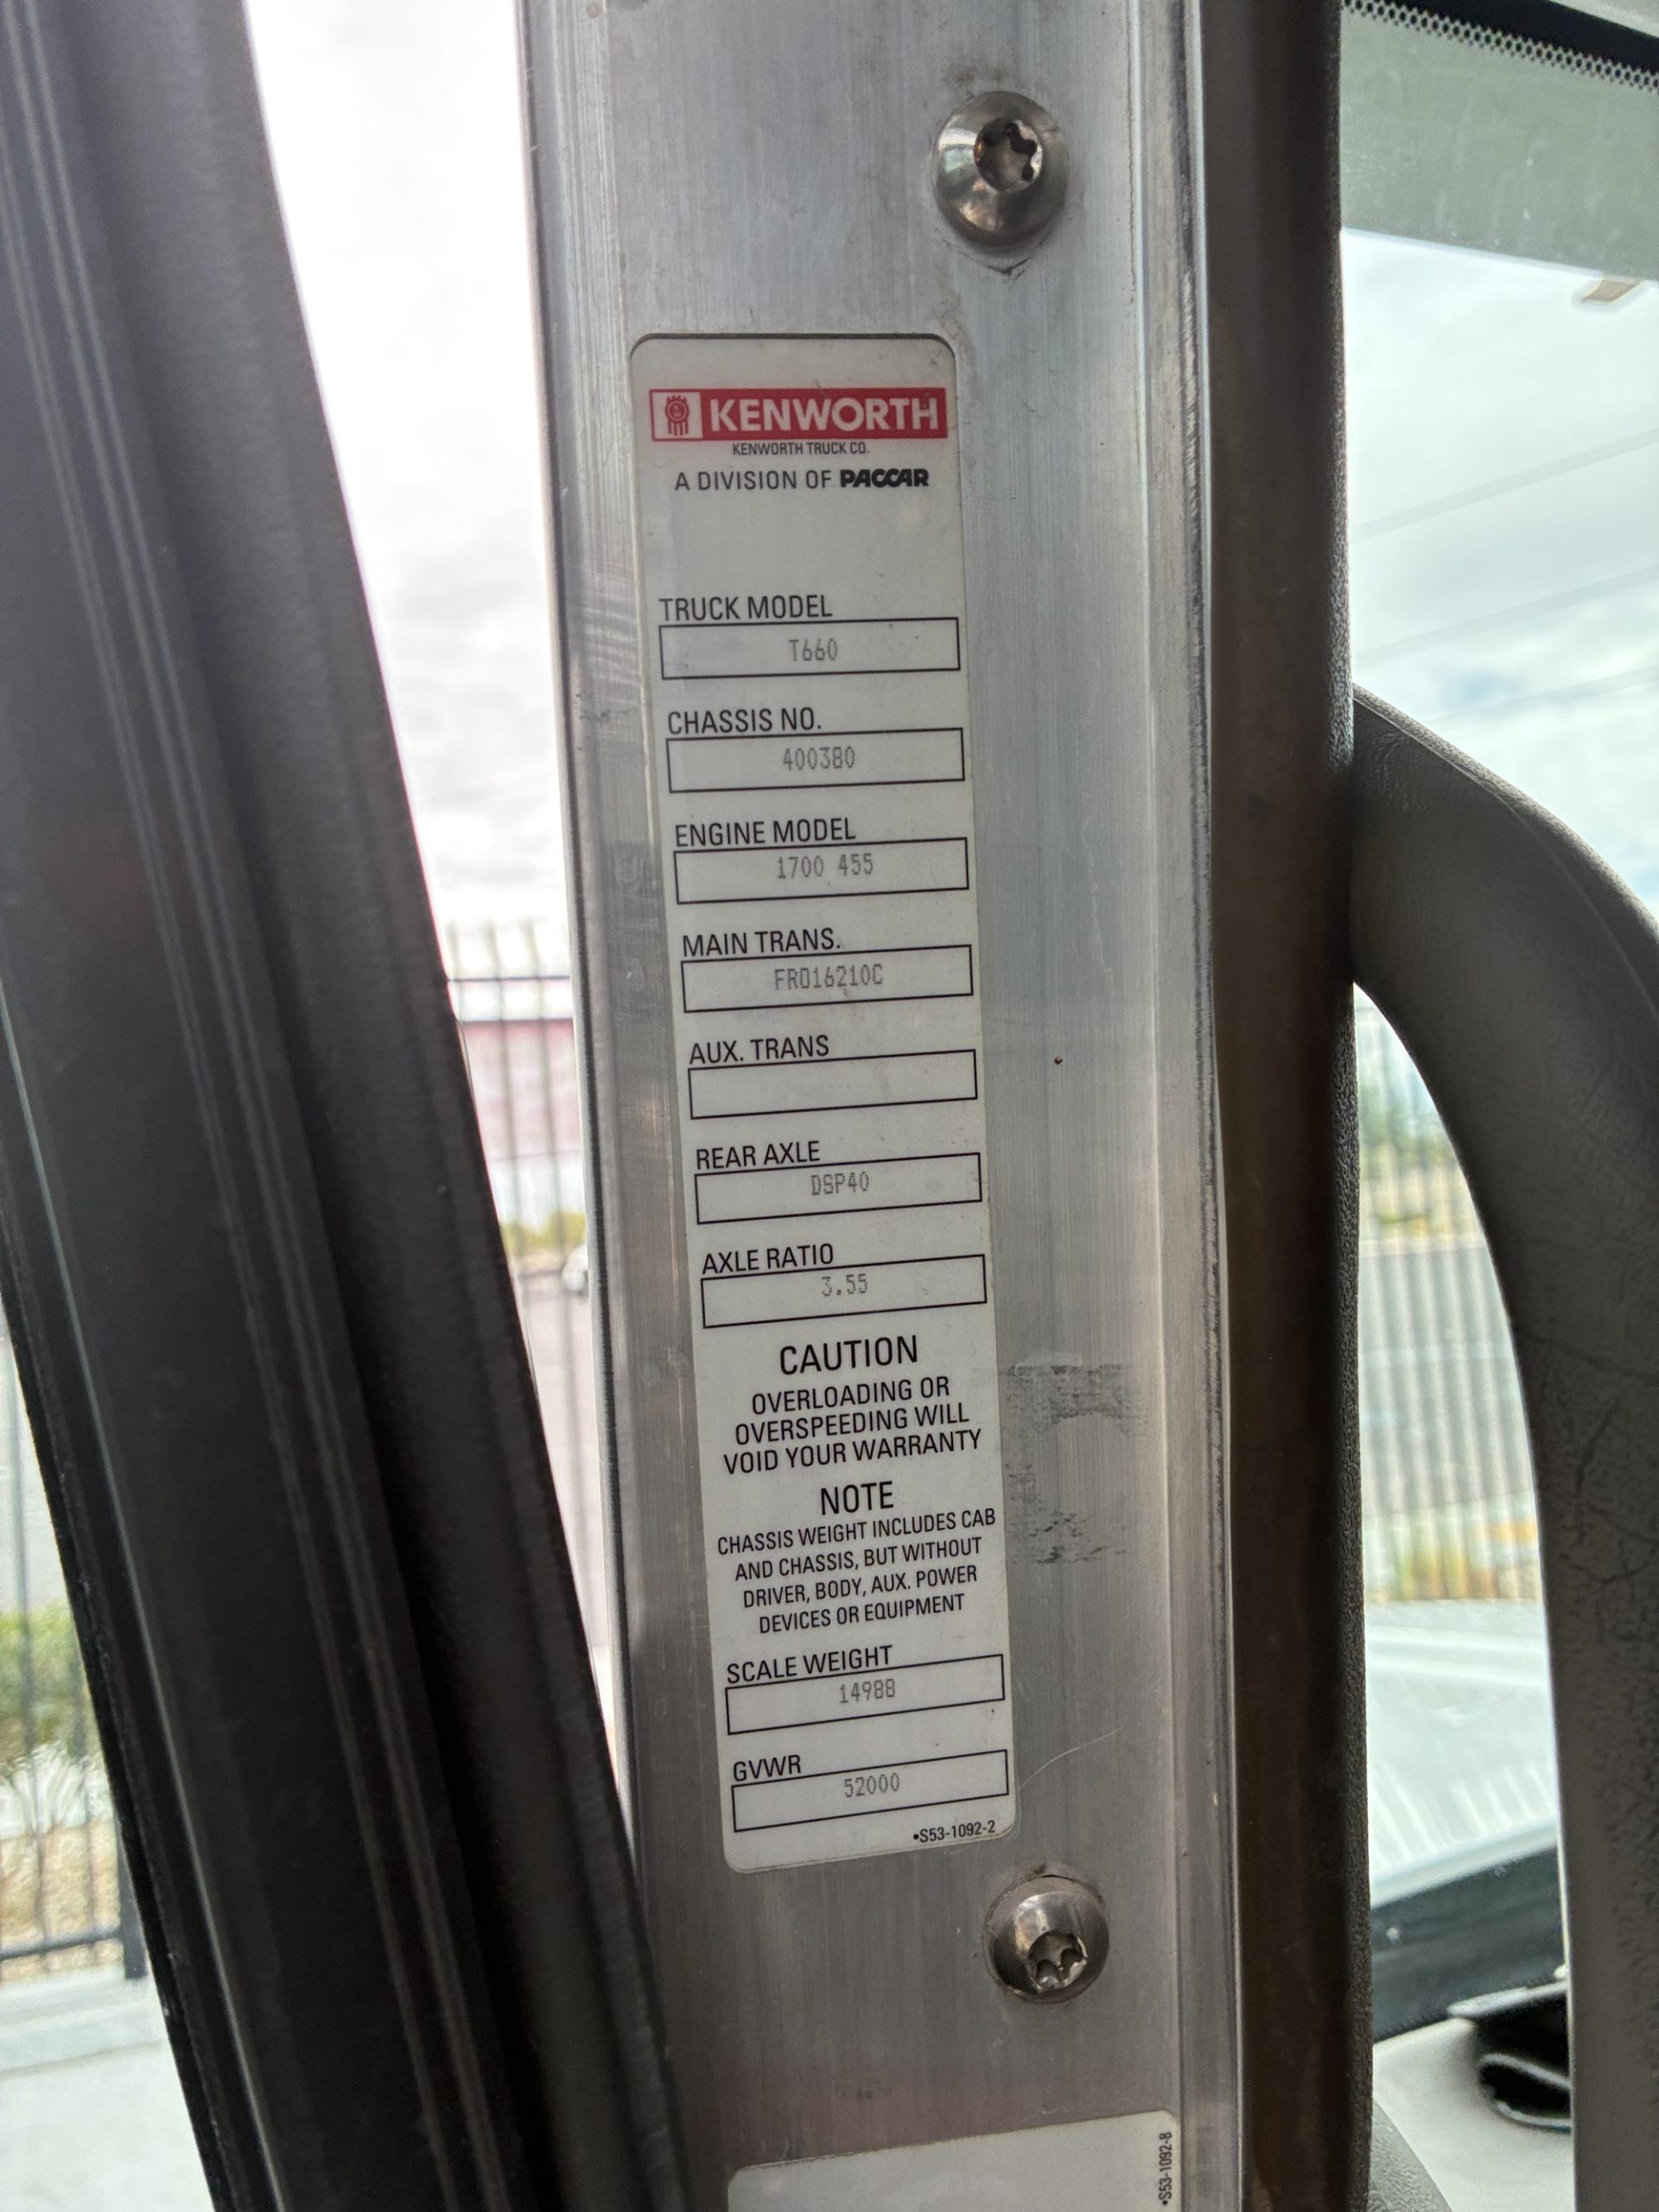 KENWORTH
KENWORTH TRUCK CO.
A DIVISION OF PACCAR
TRUCK MODEL
T660
CHASSIS NO.
400380
ENGINE MODEL
1700 455
MAIN TRANS.
FRO16210C
AUX. TRANS
REAR AXLE
DSP40
AXLE RATIO
3.55
CAUTION
OVERLOADING OR
OVERSPEEDING WILL
VOID YOUR WARRANTY
NOTE
CHASSIS WEIGHT INCLUDES CAB
AND CHASSIS, BUT WITHOUT
DRIVER, BODY, AUX. POWER
DEVICES OR EQUIPMENT
SCALE WEIGHT
14988
GVWR
52000
•S53-1092-2
•S53-1092-8